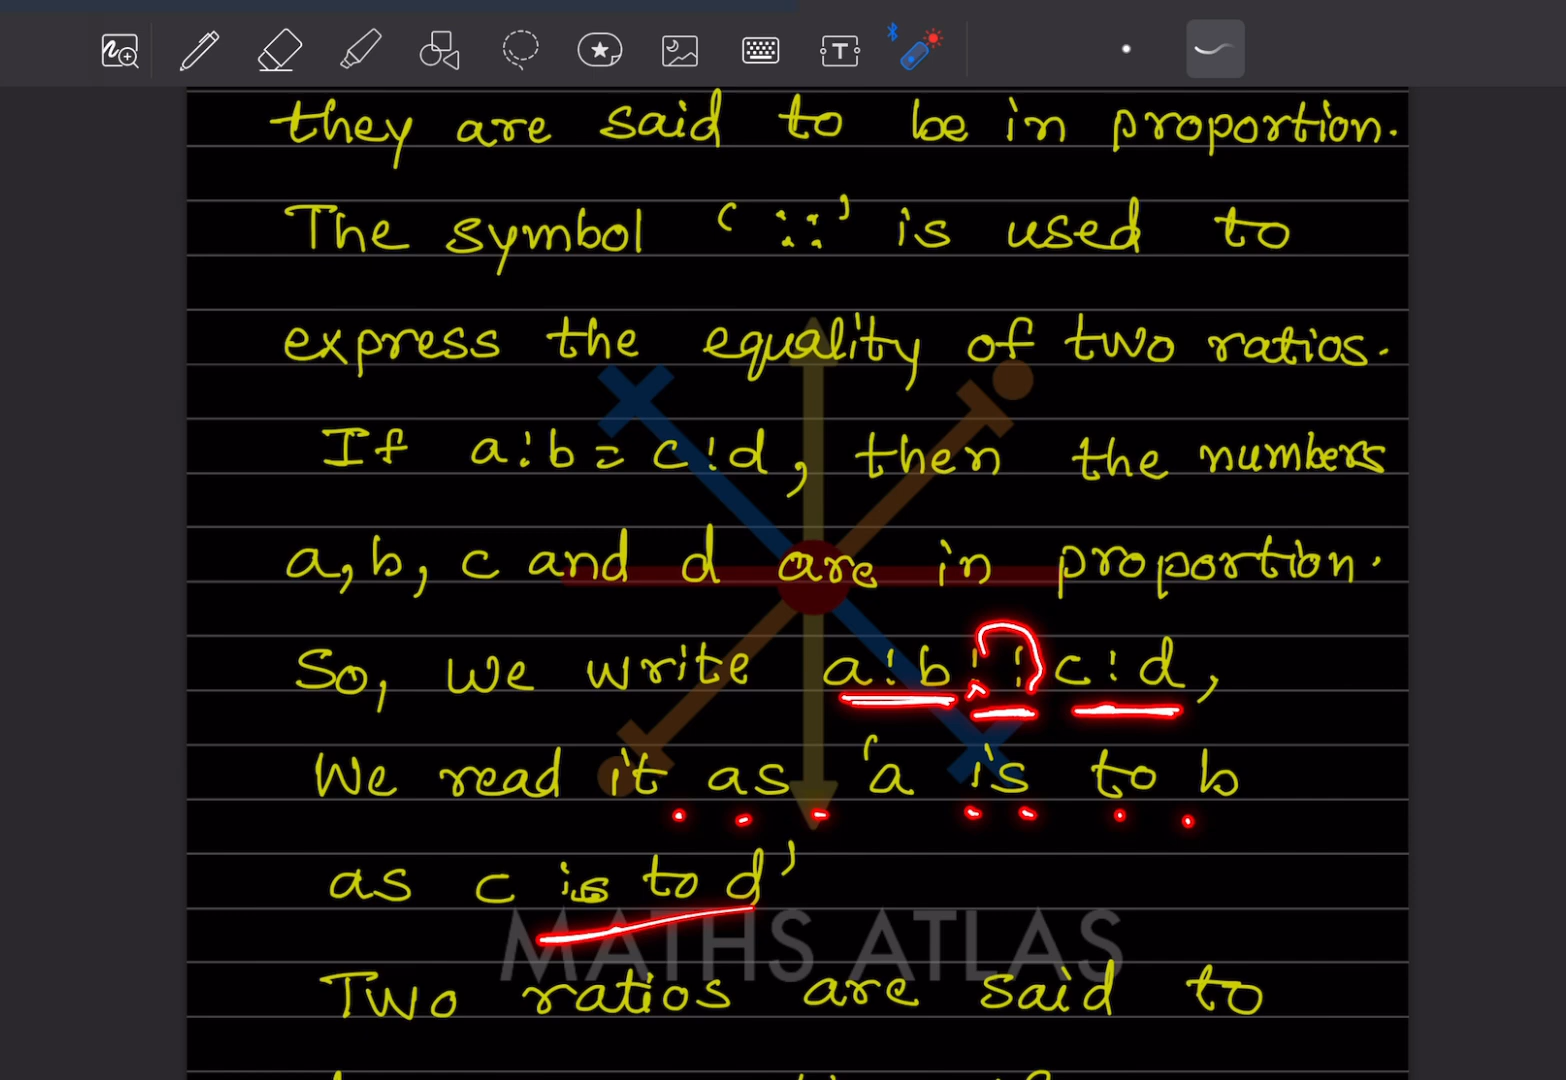 they are said to be in proportion.
The symbol '::' is used to
express the equality of two ratios.
If a:b = c:d, then the numbers
a, b, c and d are in proportion.
So, we write a:b::c:d,
We read it as 'a is to b
as c is to d'
MATHS ATLAS
Two ratios are said to